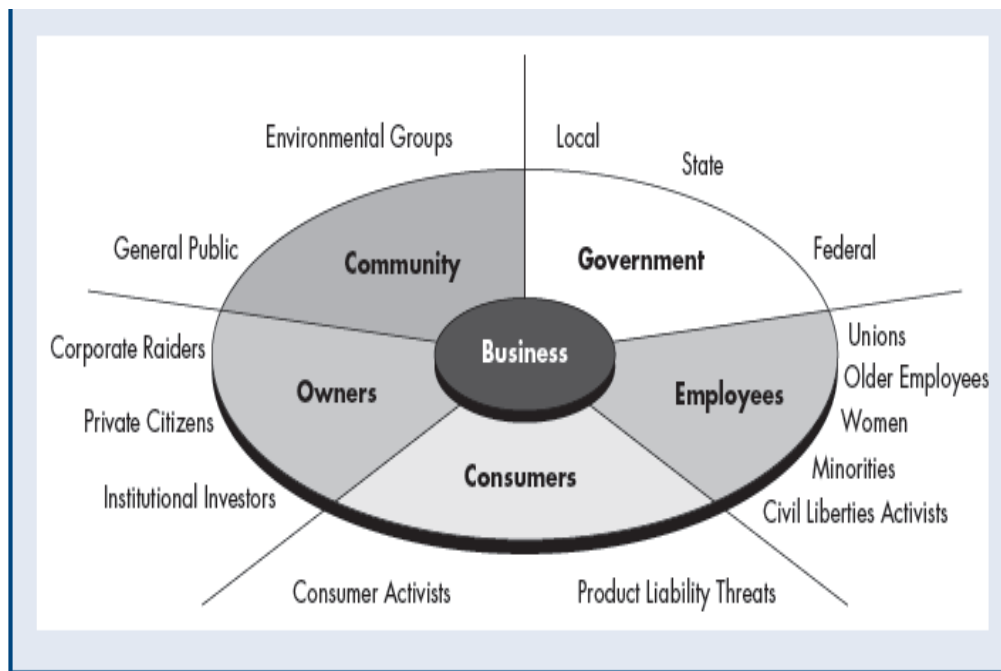 Environmental Groups
Local
State
General Public
Community
Government
Federal
Corporate Raiders
Business
Unions
Owners
Employees
Older Employees
Private Citizens
Women
Consumers
Minorities
Institutional Investors
Civil Liberties Activists
Consumer Activists
Product Liability Threats